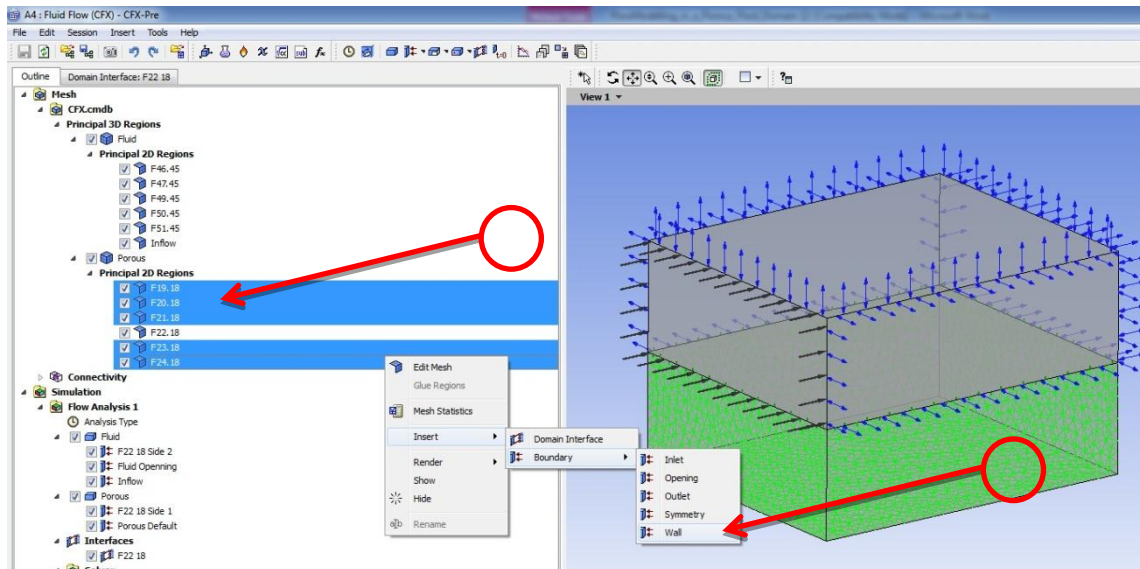 A4 : Fluid Flow (CFX) - CFX-Pre
File Edit Session Insert Tools Help
Outline Domain Interface: F22 18
View 1
Mesh
CFX.cmdb
Principal 3D Regions
Fluid
Principal 2D Regions
F46.45
F47.45
F49.45
F50.45
F51.45
Inflow
Porous
Principal 2D Regions
F19.18
F20.18
F21.18
F22.18
F23.18
F24.18
Connectivity
Simulation
Flow Analysis 1
Analysis Type
Fluid
F22 18 Side 2
Fluid Openning
Inflow
Porous
F22 18 Side 1
Porous Default
Interfaces
F22 18
Edit Mesh
Glue Regions
Mesh Statistics
Insert
Render
Show
Hide
Rename
Domain Interface
Boundary
Inlet
Opening
Outlet
Symmetry
Wall